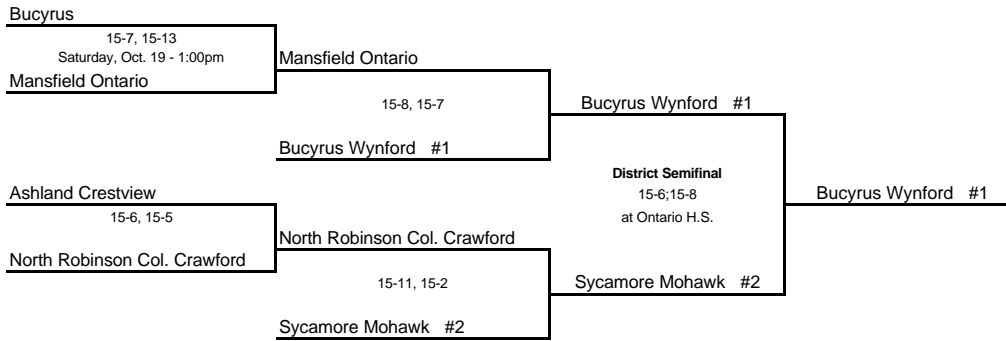 Bucyrus
15-7, 15-13
Saturday, Oct. 19 - 1:00pm
Mansfield Ontario
Mansfield Ontario
15-8, 15-7
Bucyrus Wynford #1
Bucyrus Wynford #1
District Semifinal
15-6;15-8
at Ontario H.S.
Bucyrus Wynford #1
Ashland Crestview
15-6, 15-5
North Robinson Col. Crawford
North Robinson Col. Crawford
15-11, 15-2
Sycamore Mohawk #2
Sycamore Mohawk #2